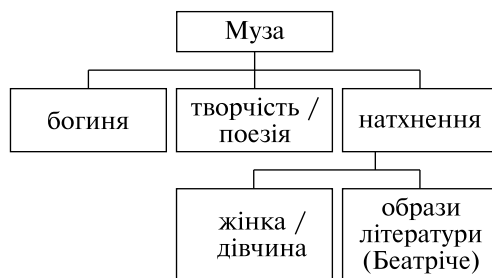 Муза
богиня
творчість /
поезія
натхнення
жінка /
дівчина
образи
літератури
(Беатріче)